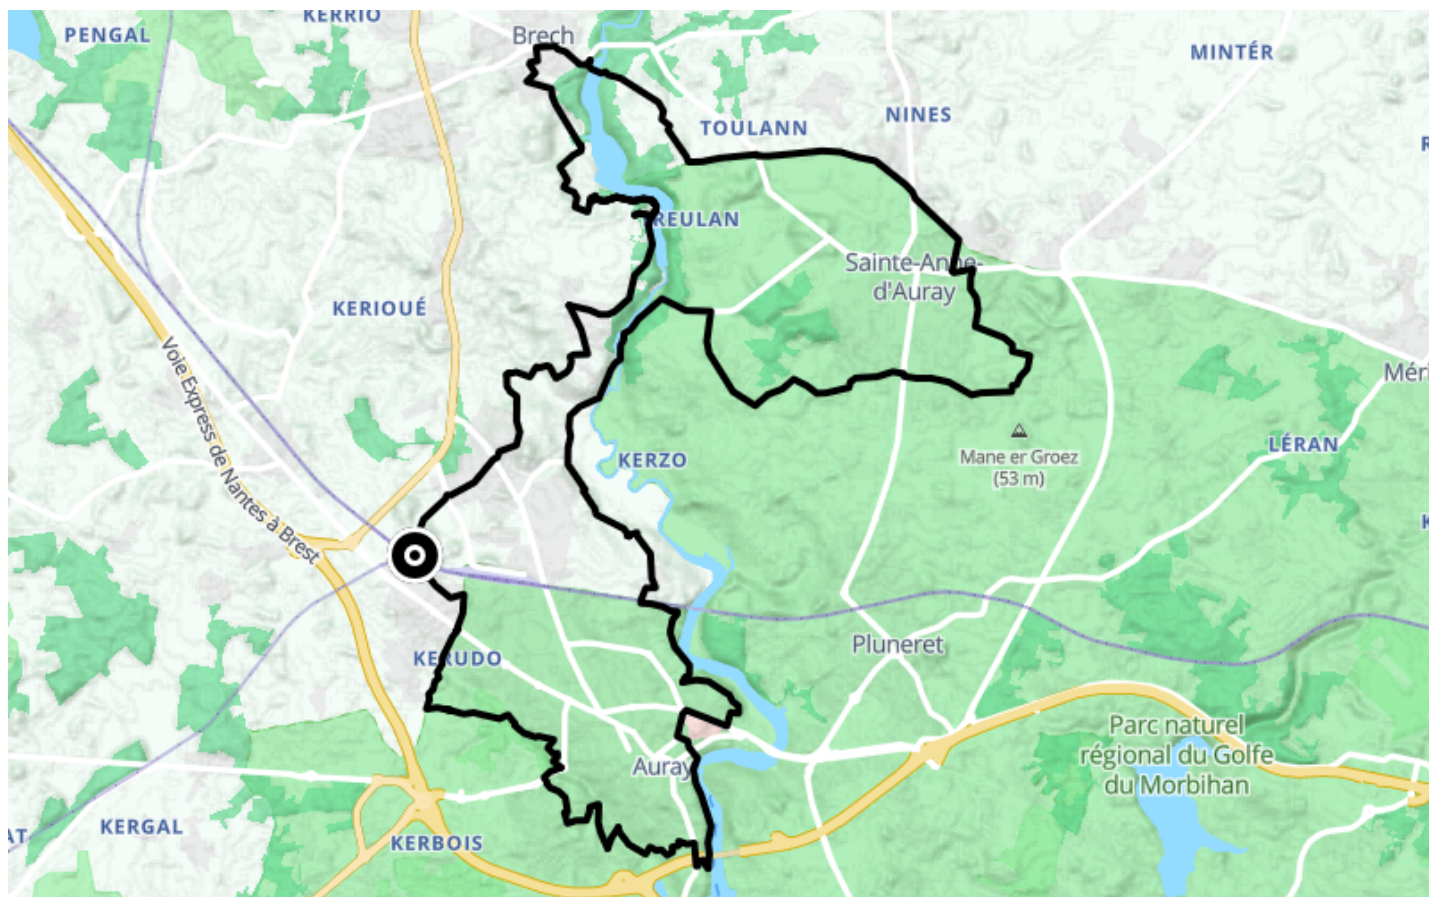 KERRIO
PENGAL
Brech
MINTÉR
NINES
TOULANN
REULAN
Sainte-Anne-
d'Auray
KERIOUÉ
Voie Express de Nantes à Brest
Méri
LÉRAN
Mane er Groez
(53 m)
KERZO
Pluneret
KERUDO
Parc naturel
régional du Golfe
du Morbihan
Auray
KERGAL
AT
KERBOIS